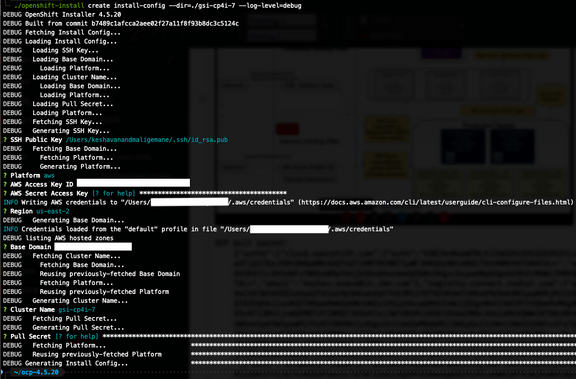 ./openshift-install create install-config --dir=./gsi-cp4i-7 --log-level=debug
DEBUG OpenShift Installer 4.5.20
DEBUG Built from commit b7489c1afcca2aee02f27a11f8f93b8dc3c5124c
DEBUG Fetching Install Config...
DEBUG Loading Install Config...
DEBUG Loading SSH Key...
DEBUG Loading Base Domain...
DEBUG Loading Platform...
DEBUG Loading Cluster Name...
DEBUG Loading Base Domain...
DEBUG Loading Platform...
DEBUG Loading Pull Secret...
DEBUG Loading Platform...
DEBUG Fetching SSH Key...
DEBUG Generating SSH Key...
? SSH Public Key /Users/keshavanandmaligemane/.ssh/id_rsa.pub
DEBUG Fetching Base Domain...
DEBUG Fetching Platform...
DEBUG Generating Platform...
? Platform aws
? AWS Access Key ID
? AWS Secret Access Key [? for help] ****************************************
INFO Writing AWS credentials to "/Users/ /.aws/credentials" (https://docs.aws.amazon.com/cli/latest/userguide/cli-configure-files.html)
? Region us-east-2
DEBUG Generating Base Domain...
INFO Credentials loaded from the "default" profile in file "/Users/ /.aws/credentials"
DEBUG listing AWS hosted zones
? Base Domain
DEBUG Fetching Cluster Name...
DEBUG Fetching Base Domain...
DEBUG Reusing previously-fetched Base Domain
DEBUG Fetching Platform...
DEBUG Reusing previously-fetched Platform
DEBUG Generating Cluster Name...
? Cluster Name gsi-cp4i-7
DEBUG Fetching Pull Secret...
DEBUG Generating Pull Secret...
? Pull Secret [? for help] ****************************************
DEBUG Fetching Platform...
DEBUG Reusing previously-fetched Platform
DEBUG Generating Install Config...
~/ocp-4.5.20